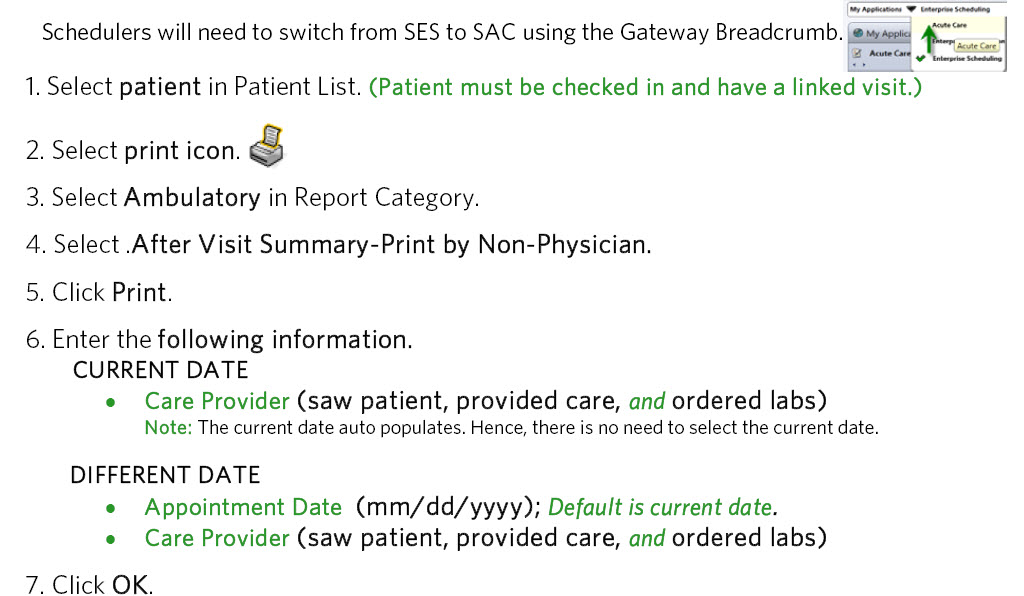 My Applications Enterprise Scheduling
Acute Care
My Applic
Acute Care
Acute Care
Enterprise Scheduling
Schedulers will need to switch from SES to SAC using the Gateway Breadcrumb.
1. Select patient in Patient List. (Patient must be checked in and have a linked visit.)
2. Select print icon.
3. Select Ambulatory in Report Category.
4. Select .After Visit Summary-Print by Non-Physician.
5. Click Print.
6. Enter the following information.
CURRENT DATE
• Care Provider (saw patient, provided care, and ordered labs)
Note: The current date auto populates. Hence, there is no need to select the current date.
DIFFERENT DATE
• Appointment Date (mm/dd/yyyy); Default is current date.
• Care Provider (saw patient, provided care, and ordered labs)
7. Click OK.